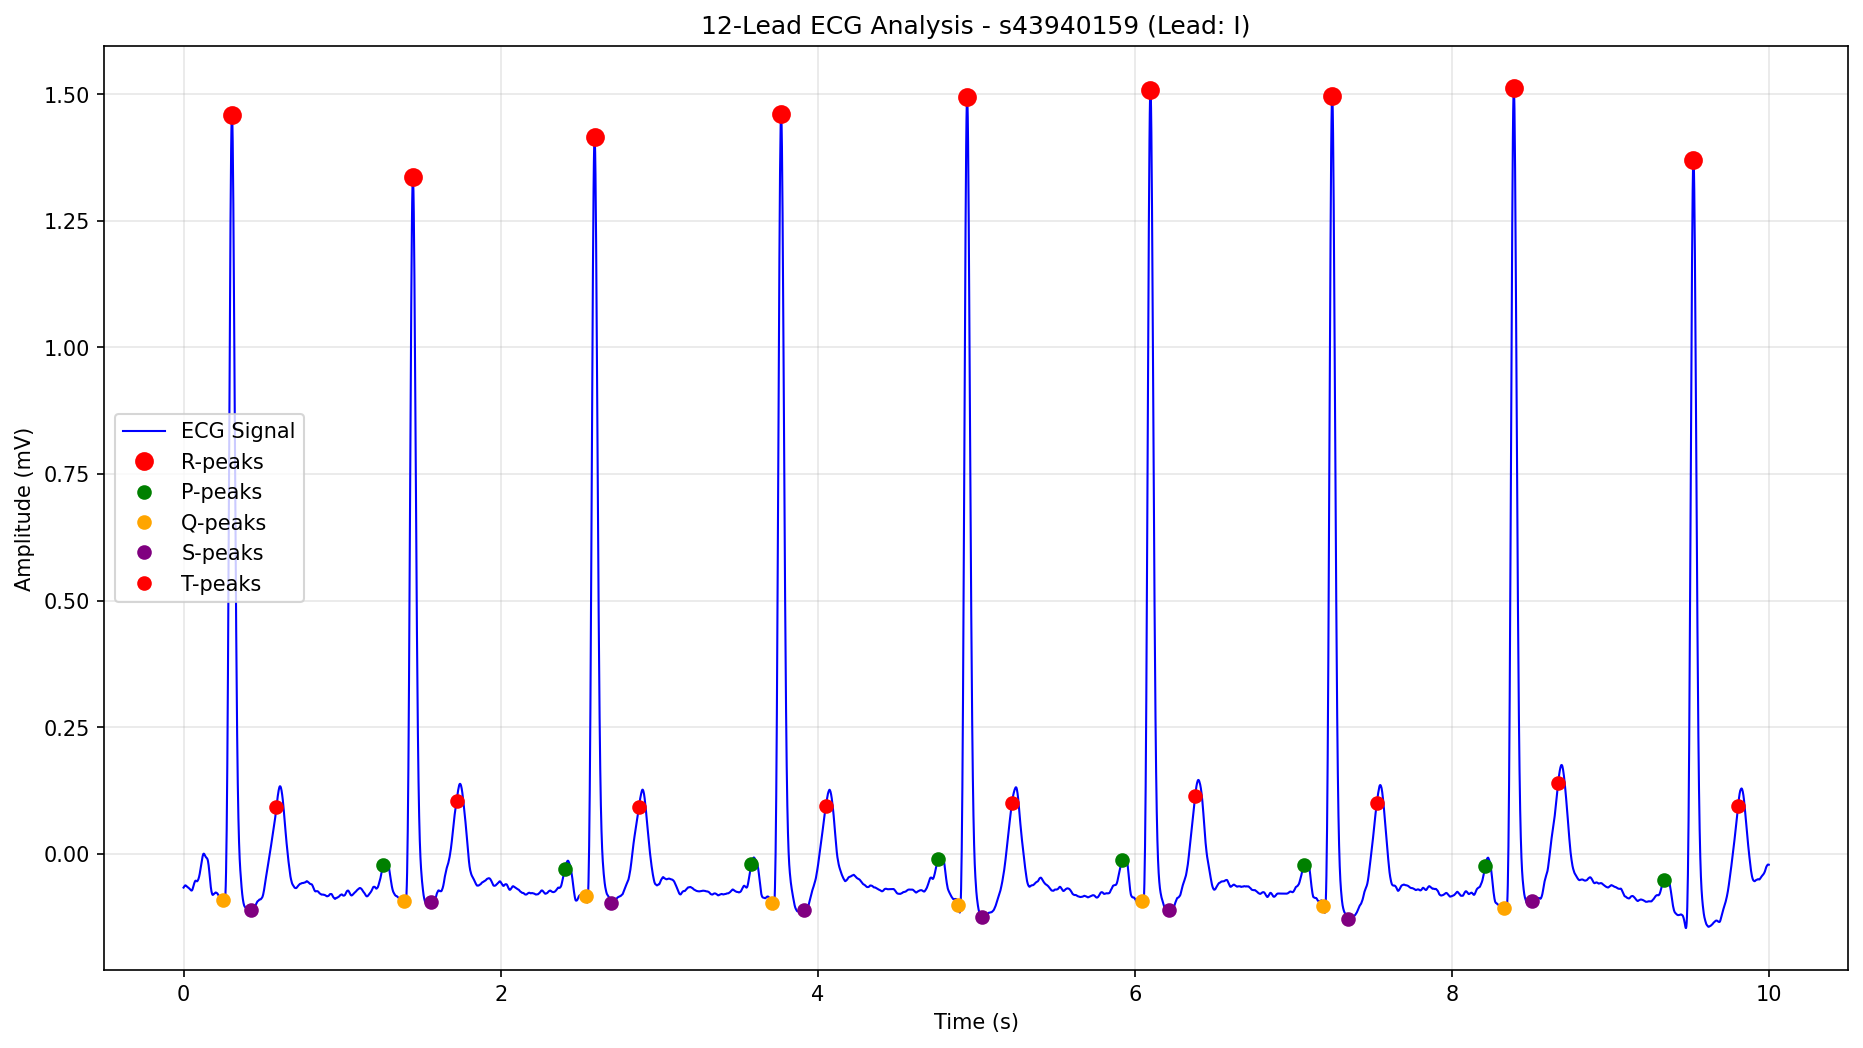 12-Lead ECG Analysis - s43940159 (Lead: I)
Amplitude (mV)
1.50
1.25
1.00
0.75
0.50
0.25
0.00
ECG Signal
R-peaks
P-peaks
Q-peaks
S-peaks
T-peaks
0 2 4 6 8 10
Time (s)